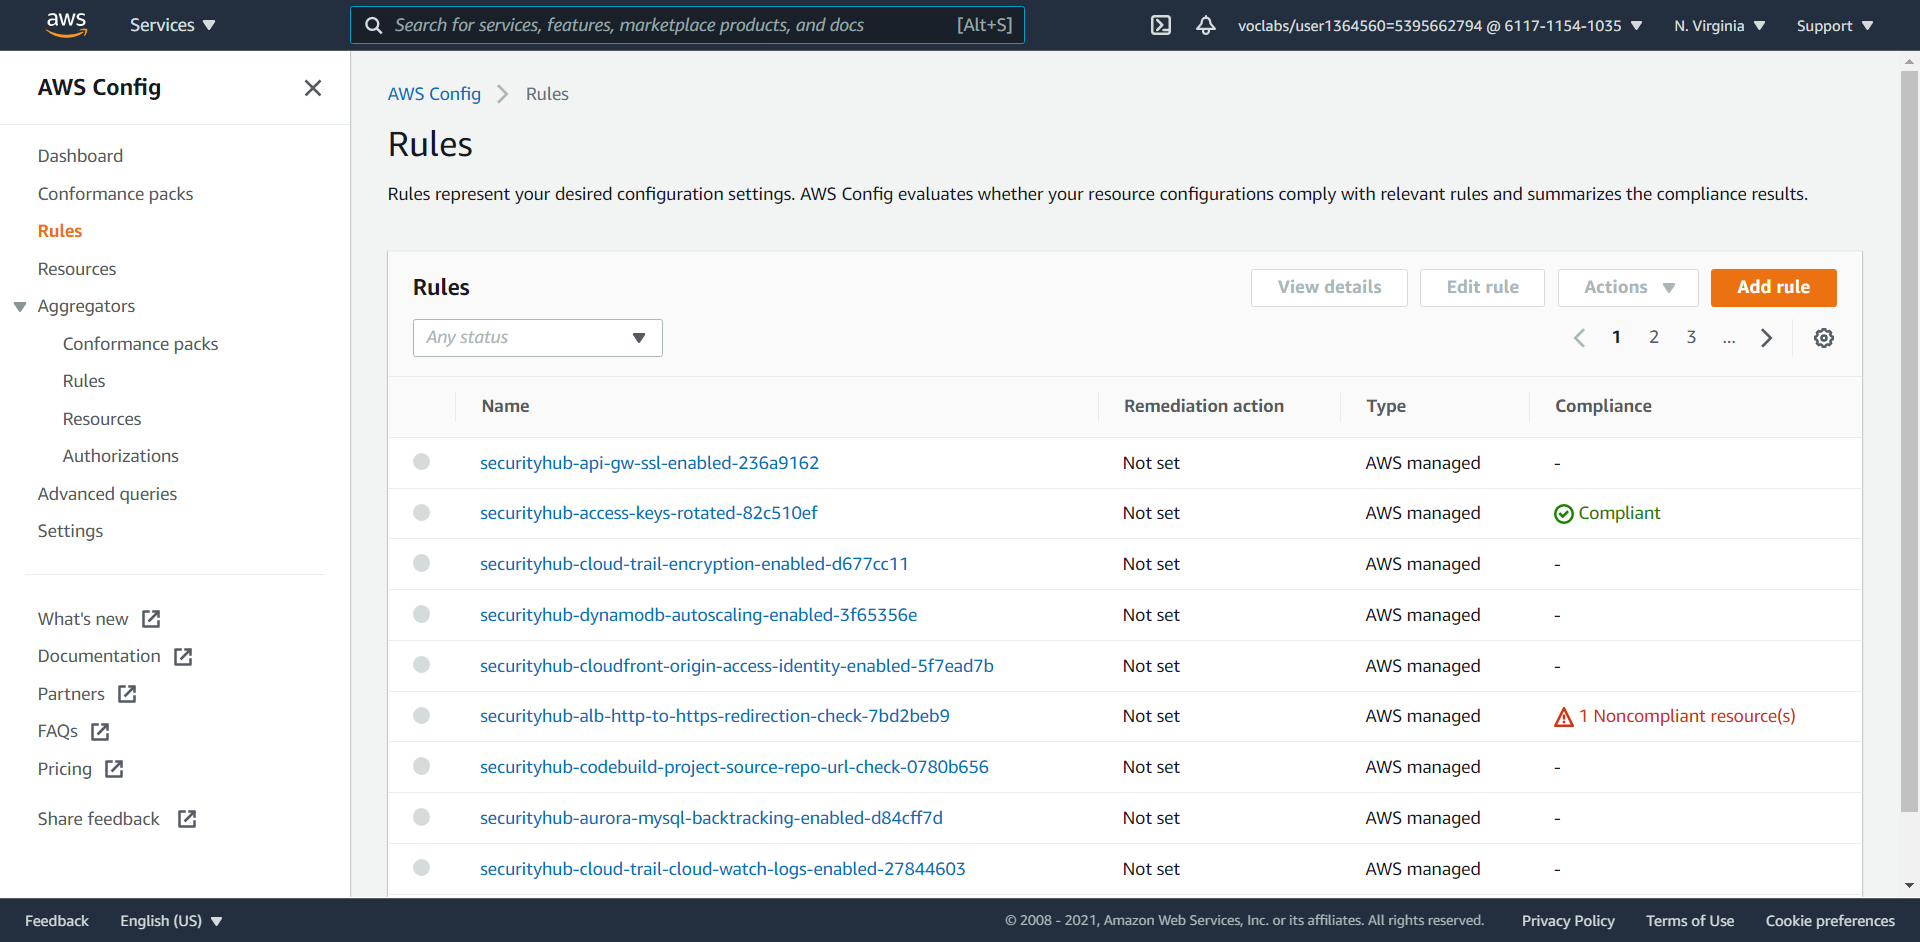 aws
Services
Search for services, features, marketplace products, and docs
[Alt+S]
voclabs/user1364560=5395662794 @ 6117-1154-1035
N. Virginia
Support
AWS Config
Dashboard
Conformance packs
Rules
Resources
Aggregators
Conformance packs
Rules
Resources
Authorizations
Advanced queries
Settings
What's new
Documentation
Partners
FAQs
Pricing
Share feedback
AWS Config > Rules
Rules
Rules represent your desired configuration settings. AWS Config evaluates whether your resource configurations comply with relevant rules and summarizes the compliance results.
Rules
View details
Edit rule
Actions
Add rule
Any status
1 2 3 ...
Name Remediation action Type Compliance
securityhub-api-gw-ssl-enabled-236a9162 Not set AWS managed -
securityhub-access-keys-rotated-82c510ef Not set AWS managed Compliant
securityhub-cloud-trail-encryption-enabled-d677cc11 Not set AWS managed -
securityhub-dynamodb-autoscaling-enabled-3f65356e Not set AWS managed -
securityhub-cloudfront-origin-access-identity-enabled-5f7ead7b Not set AWS managed -
securityhub-alb-http-to-https-redirection-check-7bd2beb9 Not set AWS managed 1 Noncompliant resource(s)
securityhub-codebuild-project-source-repo-url-check-0780b656 Not set AWS managed -
securityhub-aurora-mysql-backtracking-enabled-d84cff7d Not set AWS managed -
securityhub-cloud-trail-cloud-watch-logs-enabled-27844603 Not set AWS managed -
Feedback
English (US)
© 2008 - 2021, Amazon Web Services, Inc. or its affiliates. All rights reserved.
Privacy Policy
Terms of Use
Cookie preferences